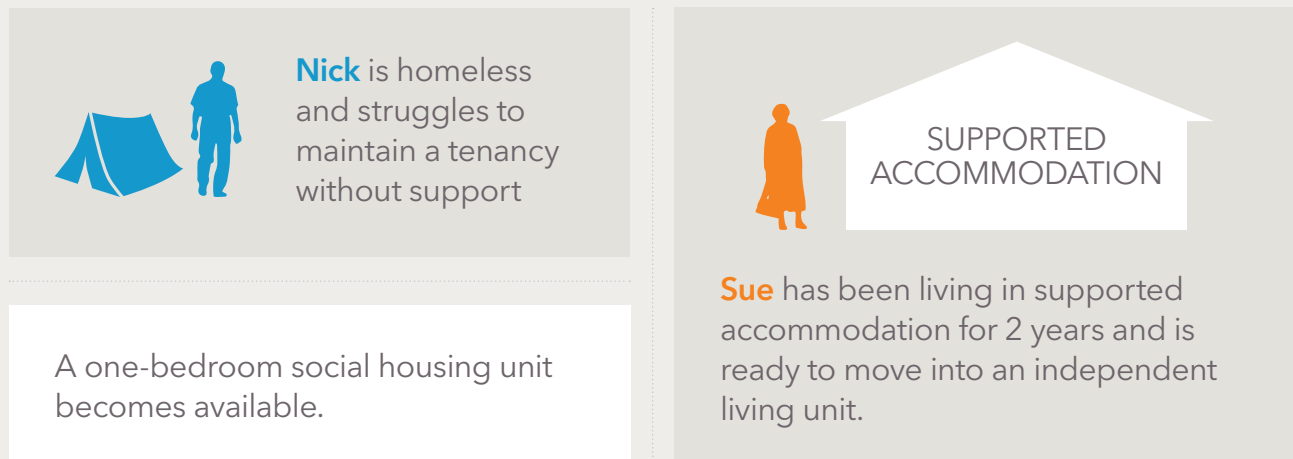 Nick is homeless
and struggles to
maintain a tenancy
without support
A one-bedroom social housing unit
becomes available.
SUPPORTED
ACCOMMODATION
Sue has been living in supported
accommodation for 2 years and is
ready to move into an independent
living unit.